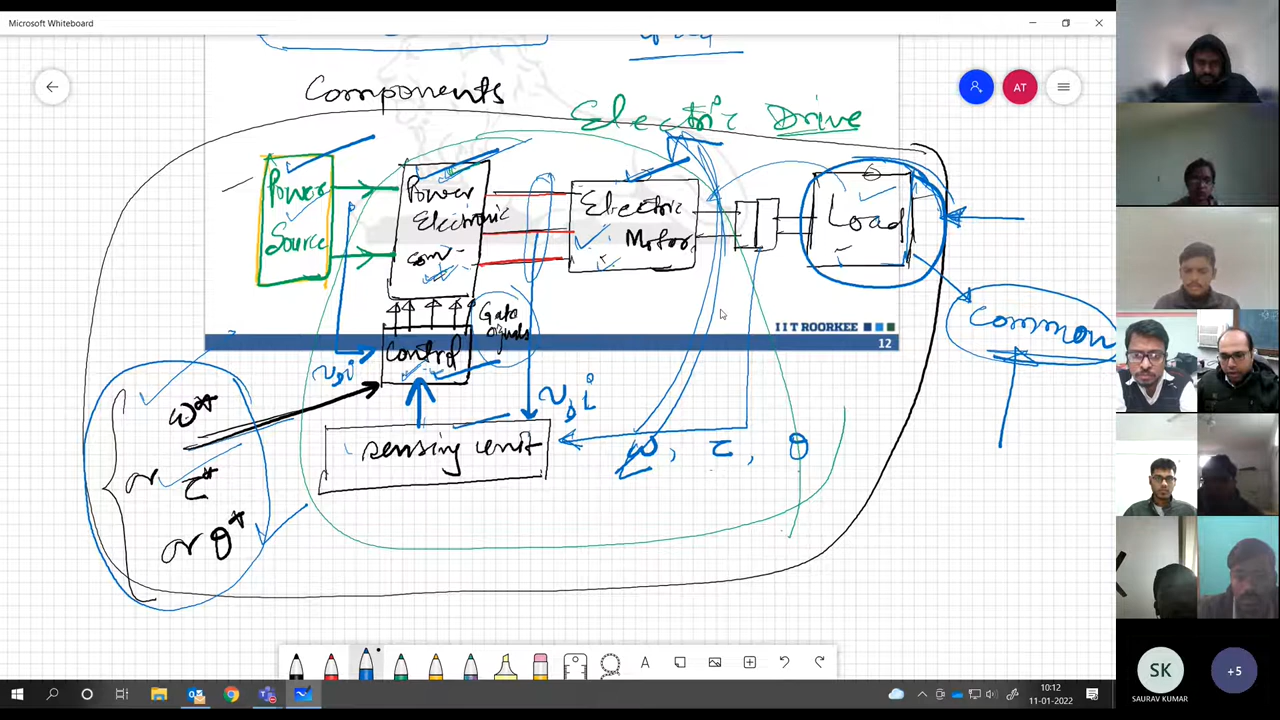 Microsoft Whiteboard
Components
Electric Drive
AT
Power
Source
Power
Electronic
conv
Electric
Motor
Load
Gate
signals
Common
IIT ROORKEE
12
Control
v, i
v, i
ω*
or τ*
or θ*
sensing unit
ω, τ, θ
SK
+5
SAURAV KUMAR
10:12
11-01-2022